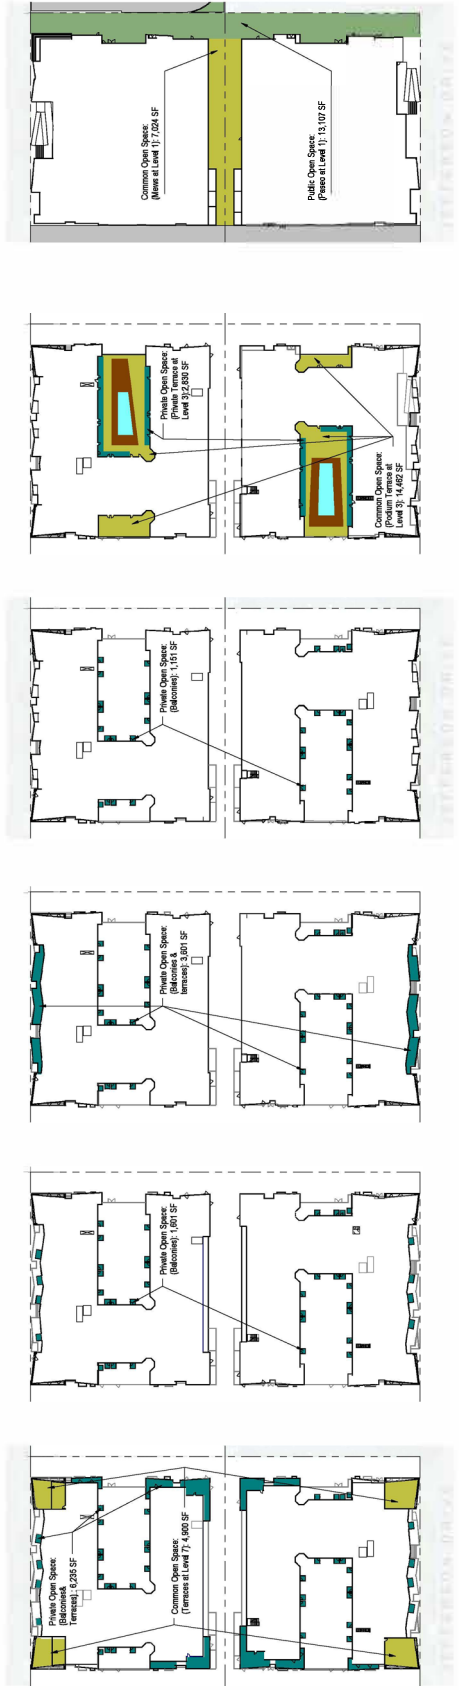 Common Open Space:
(Mews at Level 1): 7,024 SF
Public Open Space:
(Paseo at Level 1): 13,107 SF
Private Open Space:
(Private Terrace at
Level 3):2,830 SF
Common Open Space:
(Podium Terrace at
Level 3): 14,462 SF
Private Open Space:
(Balconies): 1,151 SF
Private Open Space:
(Balconies &
terraces): 3,601 SF
Private Open Space:
(Balconies): 1,601 SF
Private Open Space:
(Balconies&
Terraces) : 6,235 SF
Common Open Space:
(Terraces at Level 7): 4,900 SF